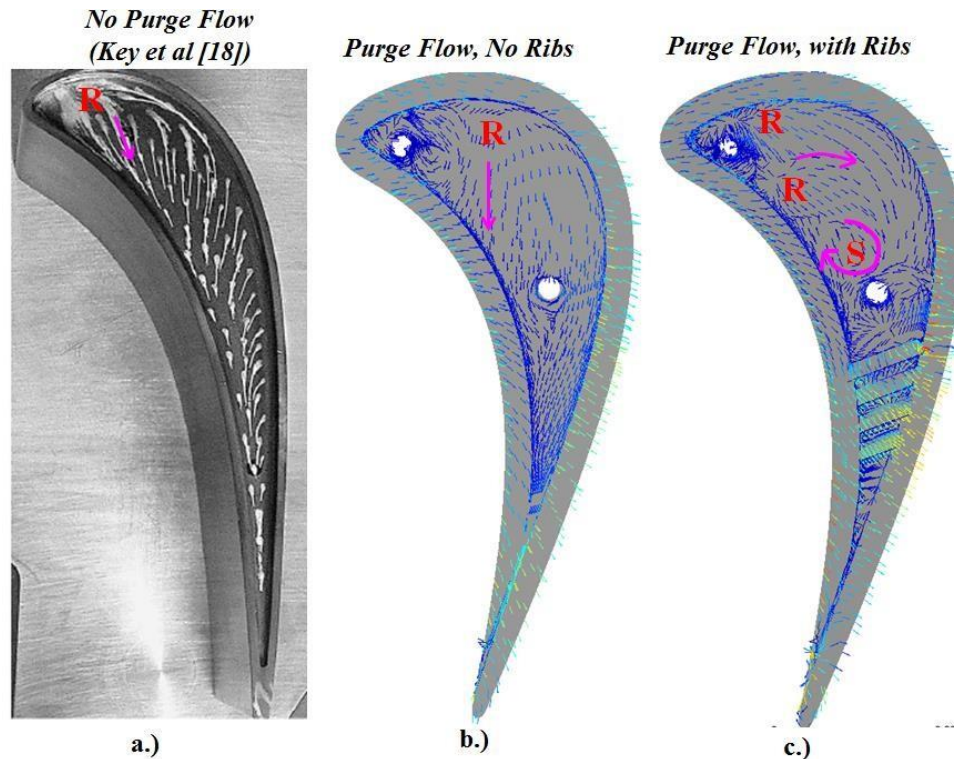 No Purge Flow
(Key et al [18])
Purge Flow, No Ribs
Purge Flow, with Ribs
R
R
R
R
S
a.)
b.)
c.)